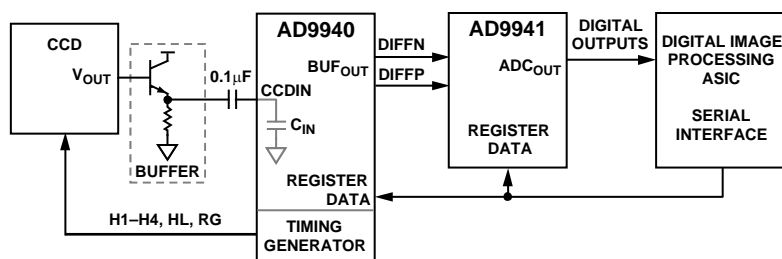 CCD
V_OUT
BUFFER
0.1μF
AD9940
CCDIN
C_IN
BUF_OUT
REGISTER
DATA
TIMING
GENERATOR
H1–H4, HL, RG
DIFFN
DIFFP
AD9941
ADC_OUT
REGISTER
DATA
DIGITAL
OUTPUTS
DIGITAL IMAGE
PROCESSING
ASIC
SERIAL
INTERFACE